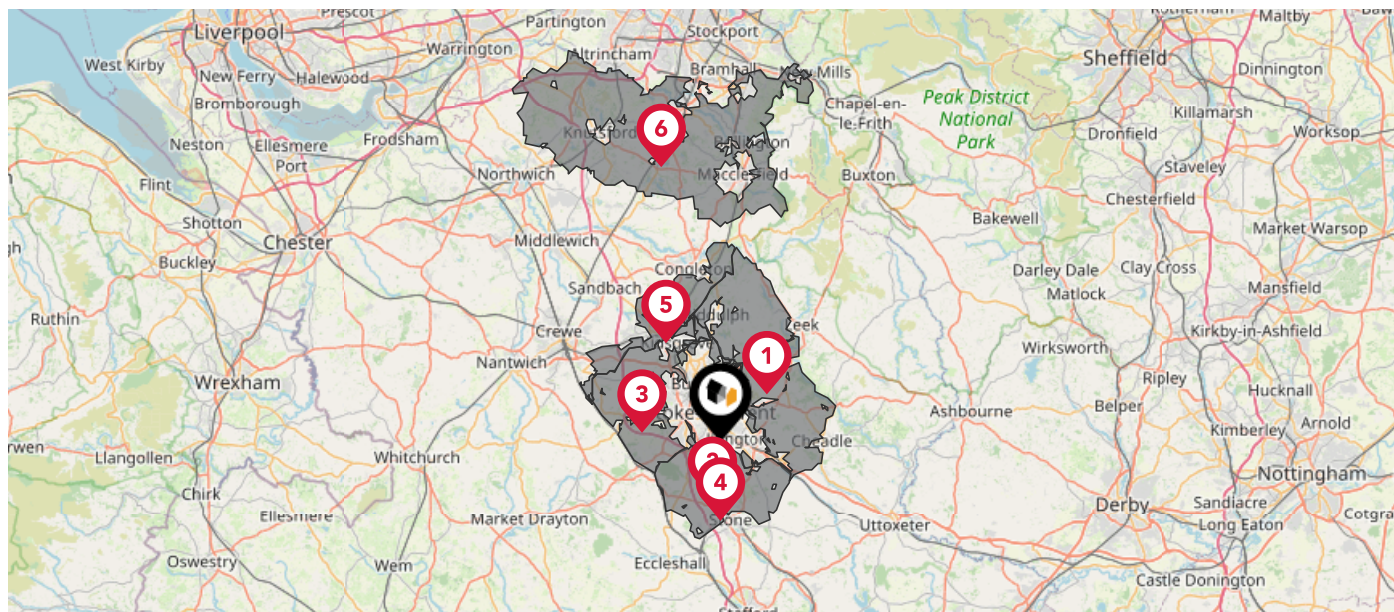 Prescot
Partington
Liverpool
Stockport
Rotherham
Maltby
Warrington
Altrincham
Sheffield
West Kirby
New Ferry
Halewood
Bramhall
Mills
Dinnington
Bromborough
Chapel-en-
le-Frith
Peak District
National
Park
Killamarsh
Neston
Frodsham
Knutsford
6
Dronfield
Worksop
Ellesmere
Port
Northwich
Macclesfield
Buxton
Staveley
Flint
Chesterfield
Shotton
Bakewell
Market Warsop
Chester
Middlewich
Buckley
Congleton
Darley Dale
Clay Cross
Sandbach
Matlock
Mansfield
5
Ruthin
Crewe
Leek
Kirkby-in-Ashfield
Nantwich
1
Wirksworth
Wrexham
3
Ripley
Hucknall
Ashbourne
Belper
Arnold
Kimberley
Cheadle
Llangollen
Whitchurch
4
Nottingham
Chirk
Derby
Sandiacre
Ellesmere
Market Drayton
Stone
Uttoxeter
Long Eaton
Oswestry
Wem
Eccleshall
Castle Donington
Stafford